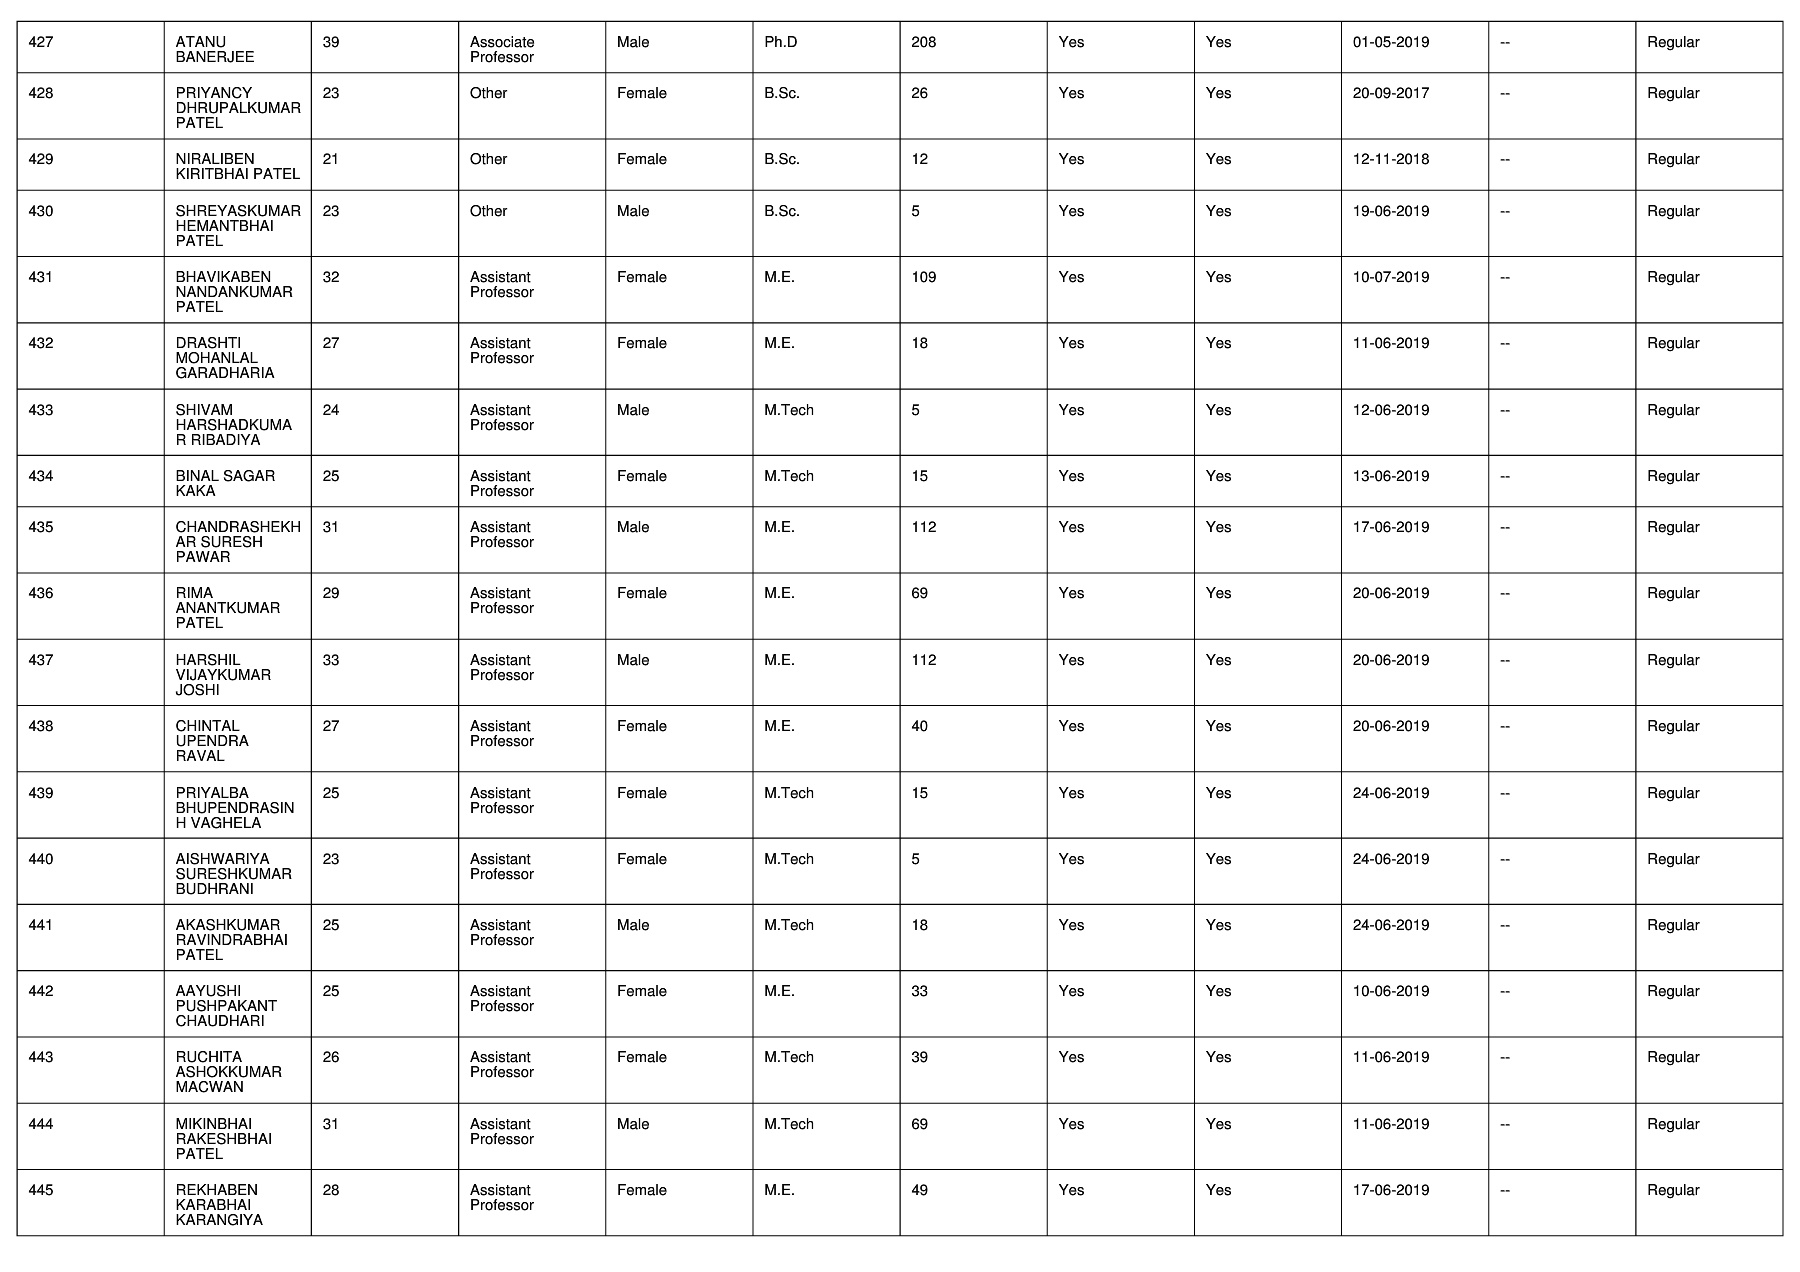 427 ATANU 39 Associate Male Ph.D 208 Yes Yes 01-05-2019 -- Regular
BANERJEE Professor
428 PRIYANCY 23 Other Female B.Sc. 26 Yes Yes 20-09-2017 -- Regular
DHRUPALKUMAR
PATEL
429 NIRALIBEN 21 Other Female B.Sc. 12 Yes Yes 12-11-2018 -- Regular
KIRITBHAI PATEL
430 SHREYASKUMAR 23 Other Male B.Sc. 5 Yes Yes 19-06-2019 -- Regular
HEMANTBHAI
PATEL
431 BHAVIKABEN 32 Assistant Female M.E. 109 Yes Yes 10-07-2019 -- Regular
NANDANKUMAR Professor
PATEL
432 DRASHTI 27 Assistant Female M.E. 18 Yes Yes 11-06-2019 -- Regular
MOHANLAL Professor
GARADHARIA
433 SHIVAM 24 Assistant Male M.Tech 5 Yes Yes 12-06-2019 -- Regular
HARSHADKUMA Professor
R RIBADIYA
434 BINAL SAGAR 25 Assistant Female M.Tech 15 Yes Yes 13-06-2019 -- Regular
KAKA Professor
435 CHANDRASHEKH 31 Assistant Male M.E. 112 Yes Yes 17-06-2019 -- Regular
AR SURESH Professor
PAWAR
436 RIMA 29 Assistant Female M.E. 69 Yes Yes 20-06-2019 -- Regular
ANANTKUMAR Professor
PATEL
437 HARSHIL 33 Assistant Male M.E. 112 Yes Yes 20-06-2019 -- Regular
VIJAYKUMAR Professor
JOSHI
438 CHINTAL 27 Assistant Female M.E. 40 Yes Yes 20-06-2019 -- Regular
UPENDRA Professor
RAVAL
439 PRIYALBA 25 Assistant Female M.Tech 15 Yes Yes 24-06-2019 -- Regular
BHUPENDRASIN Professor
H VAGHELA
440 AISHWARIYA 23 Assistant Female M.Tech 5 Yes Yes 24-06-2019 -- Regular
SURESHKUMAR Professor
BUDHRANI
441 AKASHKUMAR 25 Assistant Male M.Tech 18 Yes Yes 24-06-2019 -- Regular
RAVINDRABHAI Professor
PATEL
442 AAYUSHI 25 Assistant Female M.E. 33 Yes Yes 10-06-2019 -- Regular
PUSHPAKANT Professor
CHAUDHARI
443 RUCHITA 26 Assistant Female M.Tech 39 Yes Yes 11-06-2019 -- Regular
ASHOKKUMAR Professor
MACWAN
444 MIKINBHAI 31 Assistant Male M.Tech 69 Yes Yes 11-06-2019 -- Regular
RAKESHBHAI Professor
PATEL
445 REKHABEN 28 Assistant Female M.E. 49 Yes Yes 17-06-2019 -- Regular
KARABHAI Professor
KARANGIYA